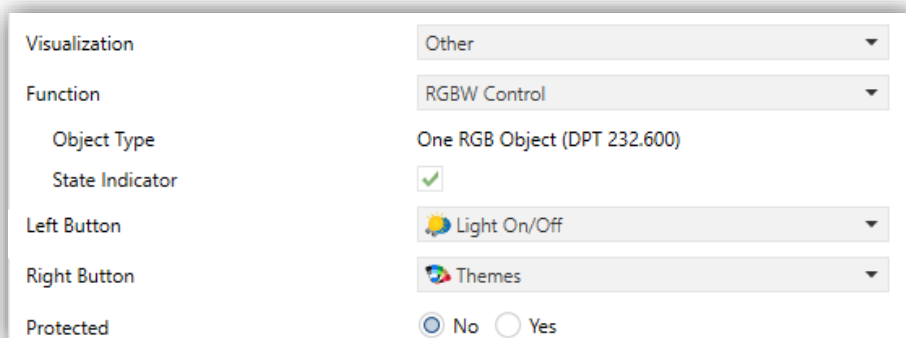 Visualization Other
Function RGBW Control
Object Type One RGB Object (DPT 232.600)
State Indicator
Left Button Light On/Off
Right Button Themes
Protected No Yes